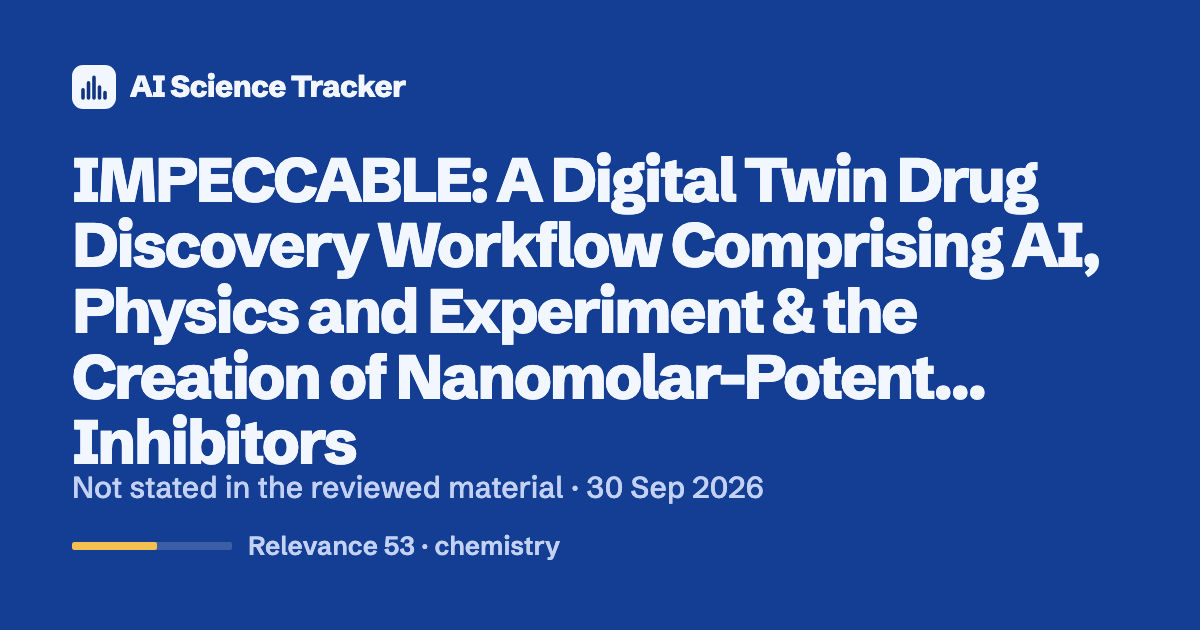 AI Science Tracker
IMPECCABLE: A Digital Twin Drug
Discovery Workflow Comprising AI,
Physics and Experiment & the
Creation of Nanomolar-Potent...
Inhibitors
Not stated in the reviewed material · 30 Sep 2026
Relevance 53 · chemistry